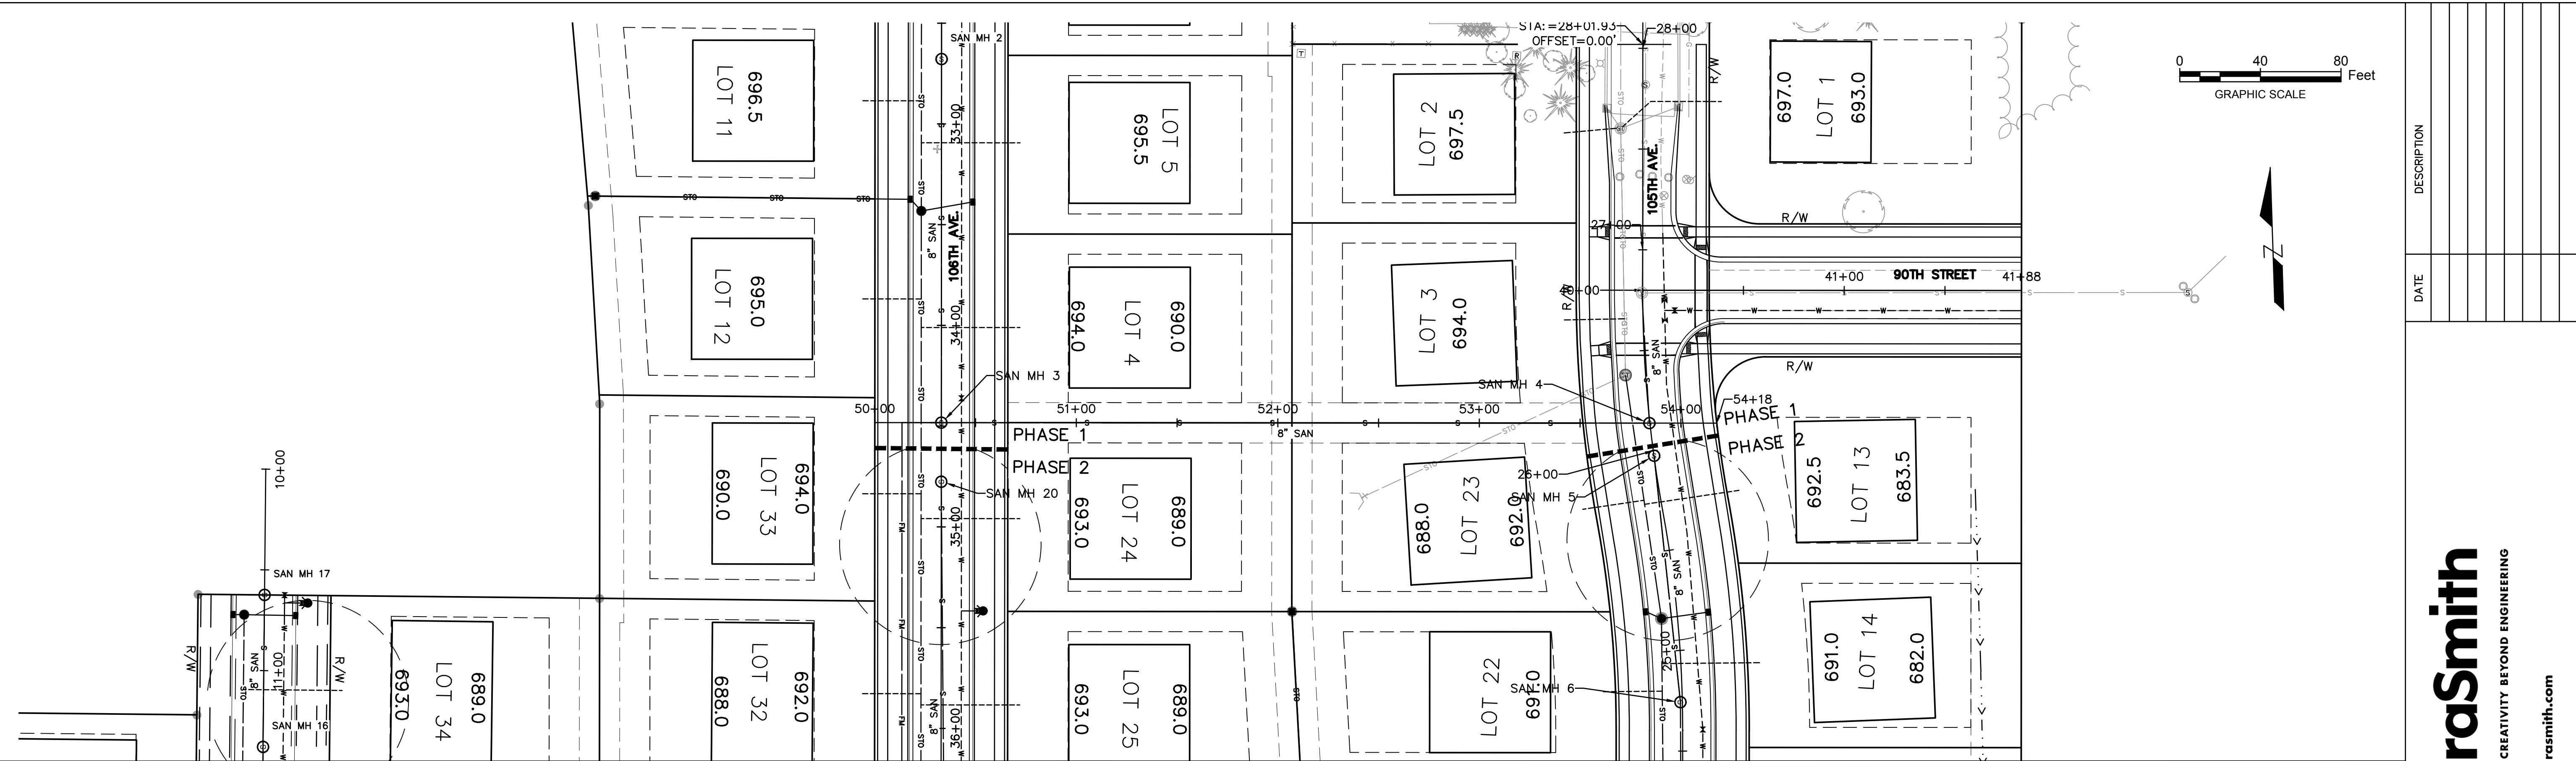 STA:=28+01.93
OFFSET=0.00'
28+00
SAN MH 2
696.5
LOT 11
33+00
LOT 5
695.5
LOT 2
697.5
105TH AVE.
R/W
697.0
LOT 1
693.0
0 40 80 Feet
GRAPHIC SCALE
DESCRIPTION
DATE
STO STO STO
8" SAN
106TH AVE.
27+00
R/W
695.0
LOT 12
34+00
694.0
LOT 4
690.0
LOT 3
694.0
R/W
40+00
41+00
90TH STREET
41+88
N
8" SAN
R/W
SAN MH 3
SAN MH 4
50+00
51+00
52+00
53+00
54+00
54+18
8" SAN
PHASE 1
PHASE 2
PHASE 1
PHASE 2
SAN MH 20
26+00
SAN MH 5
10+00
690.0
LOT 33
694.0
35+00
693.0
LOT 24
689.0
688.0
LOT 23
692.0
692.5
LOT 13
683.5
SAN MH 17
R/W
8" SAN
11+00
R/W
SAN MH 16
693.0
LOT 34
689.0
688.0
LOT 32
692.0
8" SAN
36+00
693.0
LOT 25
689.0
LOT 22
691.0
8" SAN
25+00
SAN MH 6
691.0
LOT 14
682.0
raSmith
CREATIVITY BEYOND ENGINEERING
rasmith.com